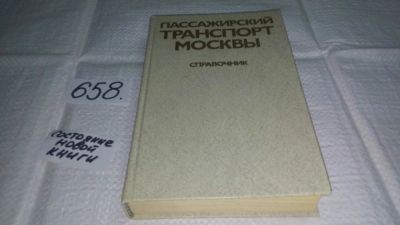 ПАССАЖИРСКИЙ
ТРАНСПОРТ
МОСКВЫ
СПРАВОЧНИК
658.
состояние
новой
книги